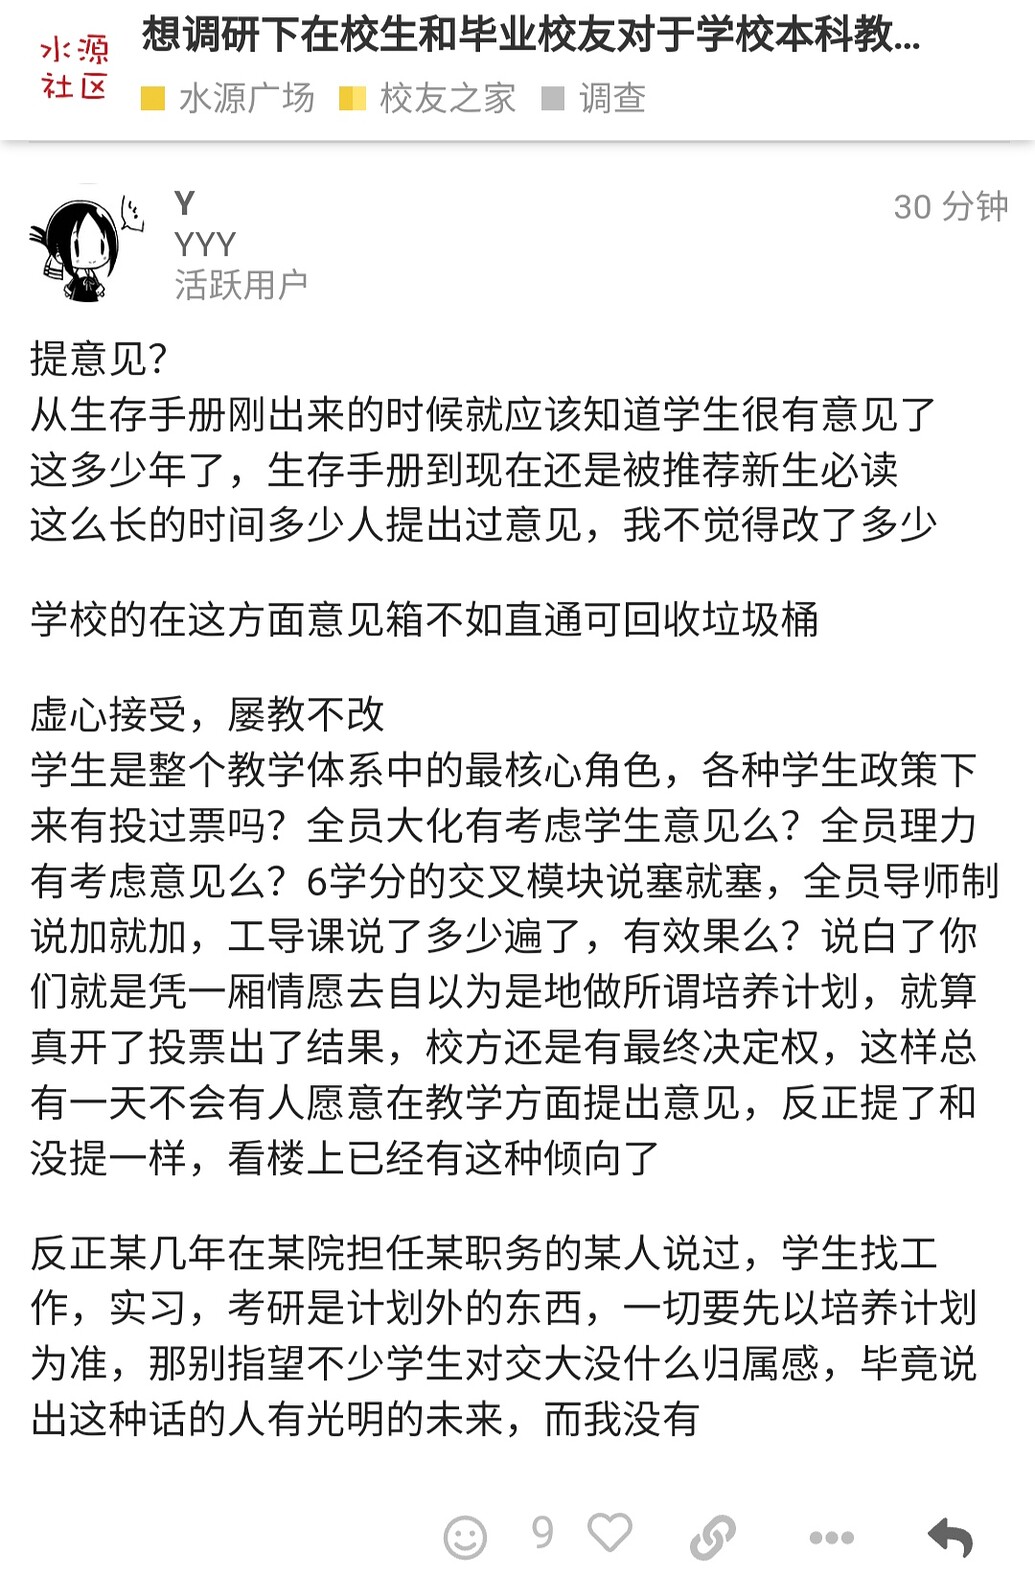 水源
社区
想调研下在校生和毕业校友对于学校本科教...
水源广场 校友之家 调查
Y
30 分钟
YYY
活跃用户
提意见？
从生存手册刚出来的时候就应该知道学生很有意见了
这多少年了，生存手册到现在还是被推荐新生必读
这么长的时间多少人提出过意见，我不觉得改了多少
学校的在这方面意见箱不如直通可回收垃圾桶
虚心接受，屡教不改
学生是整个教学体系中的最核心角色，各种学生政策下
来有投过票吗？全员大化有考虑学生意见么？全员理力
有考虑意见么？6学分的交叉模块说塞就塞，全员导师制
说加就加，工导课说了多少遍了，有效果么？说白了你
们就是凭一厢情愿去自以为是地做所谓培养计划，就算
真开了投票出了结果，校方还是有最终决定权，这样总
有一天不会有人愿意在教学方面提出意见，反正提了和
没提一样，看楼上已经有这种倾向了
反正某几年在某院担任某职务的某人说过，学生找工
作，实习，考研是计划外的东西，一切要先以培养计划
为准，那别指望不少学生对交大没什么归属感，毕竟说
出这种话的人有光明的未来，而我没有
9